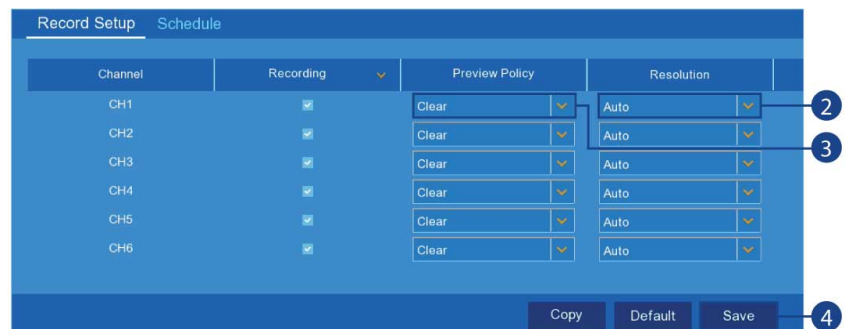 Record Setup Schedule
Channel Recording Preview Policy Resolution
CH1 Clear Auto 2
CH2 Clear Auto
3
CH3 Clear Auto
CH4 Clear Auto
CH5 Clear Auto
CH6 Clear Auto
Copy Default Save 4